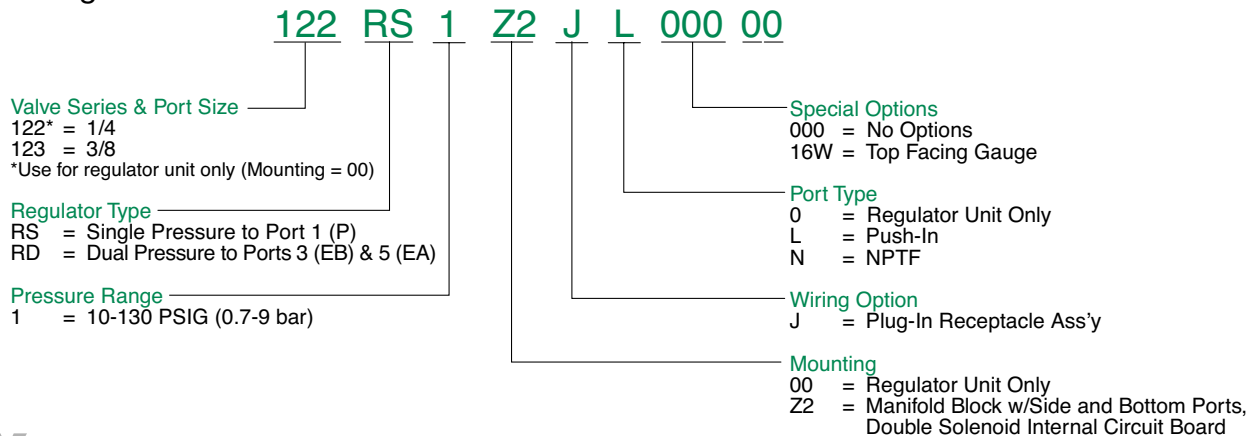 122 RS 1 Z2 J L 000 00
Valve Series & Port Size
122* = 1/4
123 = 3/8
*Use for regulator unit only (Mounting = 00)
Regulator Type
RS = Single Pressure to Port 1 (P)
RD = Dual Pressure to Ports 3 (EB) & 5 (EA)
Pressure Range
1 = 10-130 PSIG (0.7-9 bar)
Special Options
000 = No Options
16W = Top Facing Gauge
Port Type
0 = Regulator Unit Only
L = Push-In
N = NPTF
Wiring Option
J = Plug-In Receptacle Ass'y
Mounting
00 = Regulator Unit Only
Z2 = Manifold Block w/Side and Bottom Ports,
Double Solenoid Internal Circuit Board